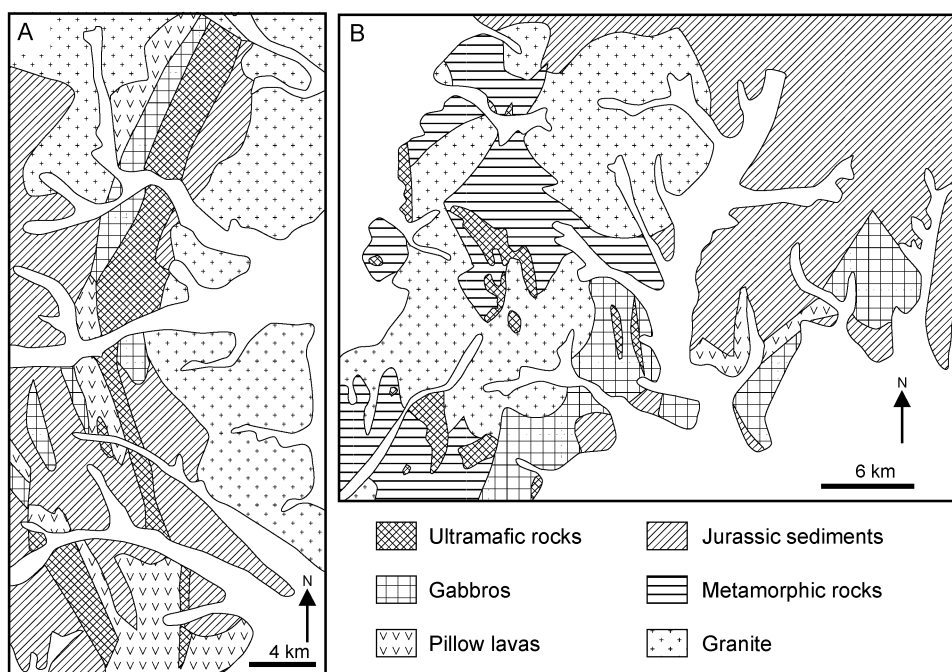 A
B
N
4 km
N
6 km
Ultramafic rocks
Jurassic sediments
Gabbros
Metamorphic rocks
Pillow lavas
Granite